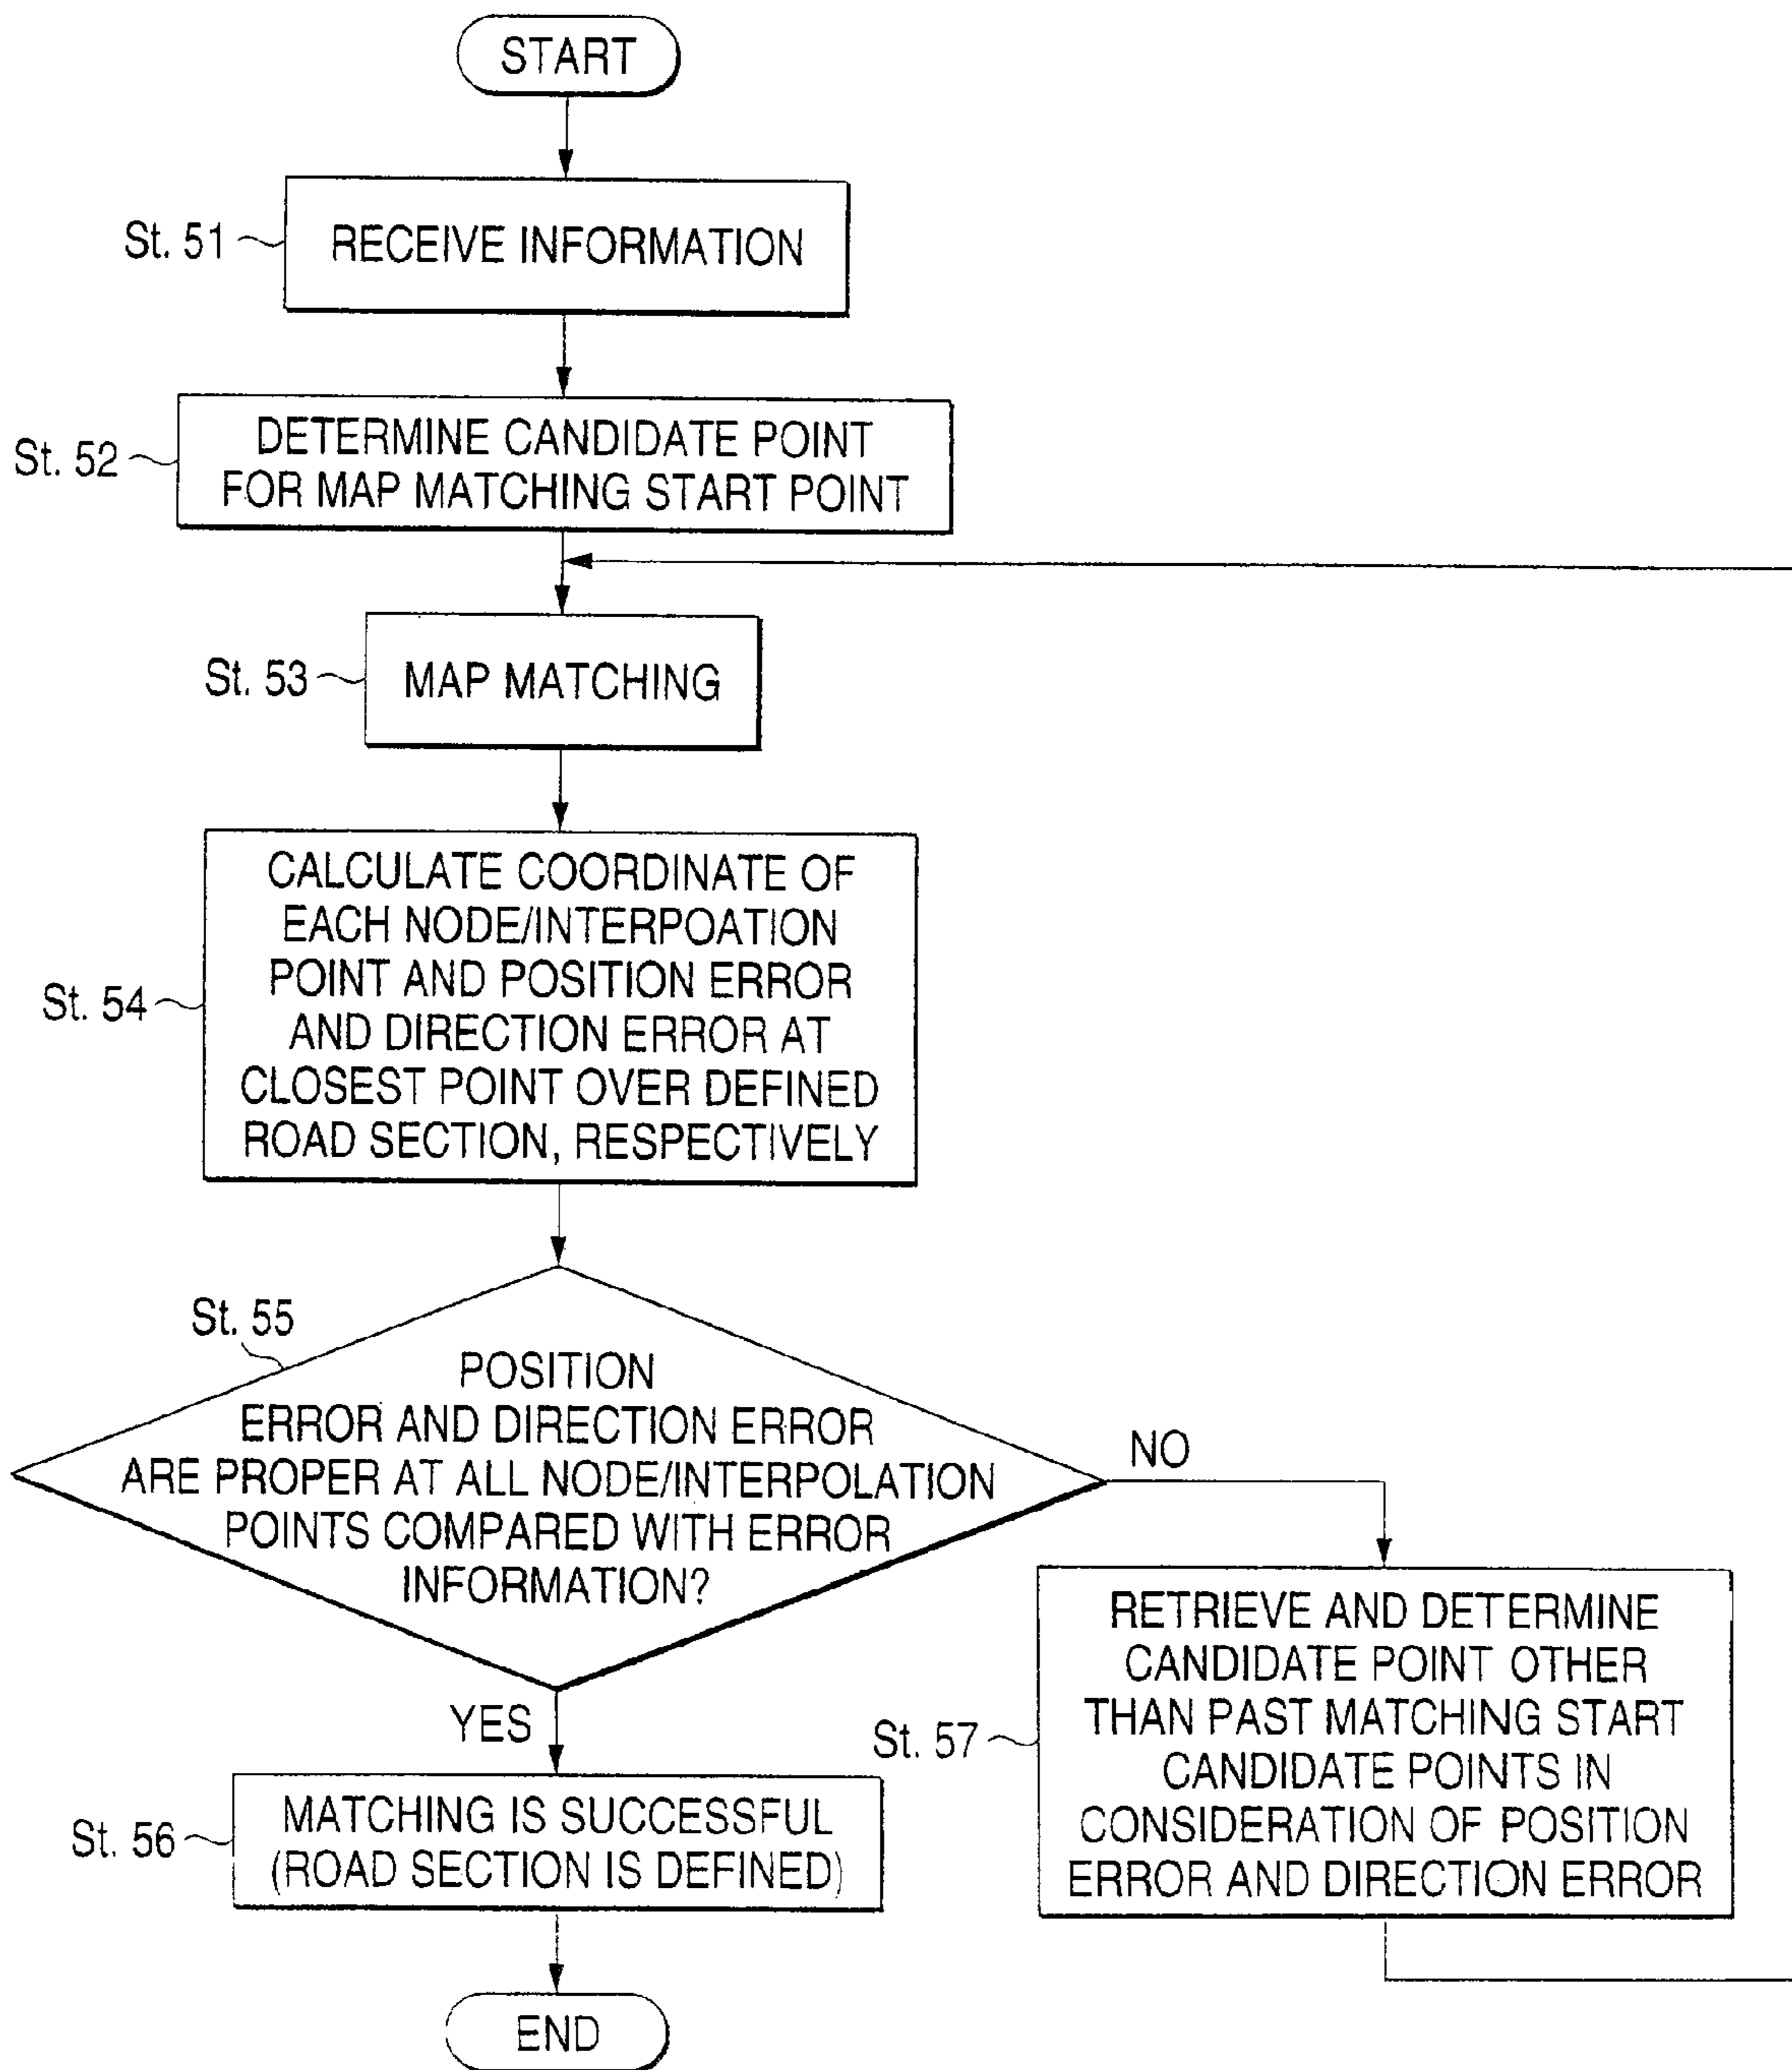 START
St. 51
RECEIVE INFORMATION
St. 52
DETERMINE CANDIDATE POINT
FOR MAP MATCHING START POINT
St. 53
MAP MATCHING
St. 54
CALCULATE COORDINATE OF
EACH NODE/INTERPOATION
POINT AND POSITION ERROR
AND DIRECTION ERROR AT
CLOSEST POINT OVER DEFINED
ROAD SECTION, RESPECTIVELY
St. 55
POSITION
ERROR AND DIRECTION ERROR
ARE PROPER AT ALL NODE/INTERPOLATION
POINTS COMPARED WITH ERROR
INFORMATION?
NO
YES
St. 57
RETRIEVE AND DETERMINE
CANDIDATE POINT OTHER
THAN PAST MATCHING START
CANDIDATE POINTS IN
CONSIDERATION OF POSITION
ERROR AND DIRECTION ERROR
St. 56
MATCHING IS SUCCESSFUL
(ROAD SECTION IS DEFINED)
END